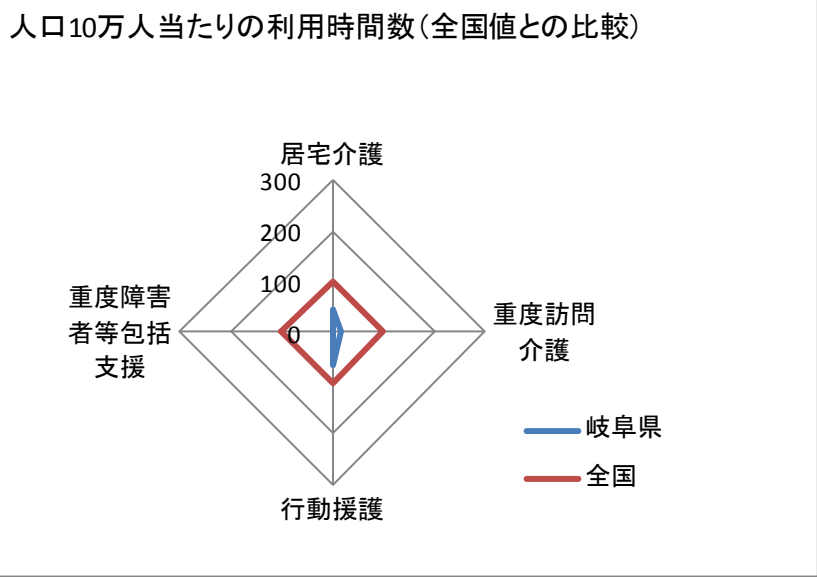 人口10万人当たりの利用時間数（全国値との比較）
居宅介護
300
200
100
0
重度障害
者等包括
支援
重度訪問
介護
行動援護
岐阜県
全国